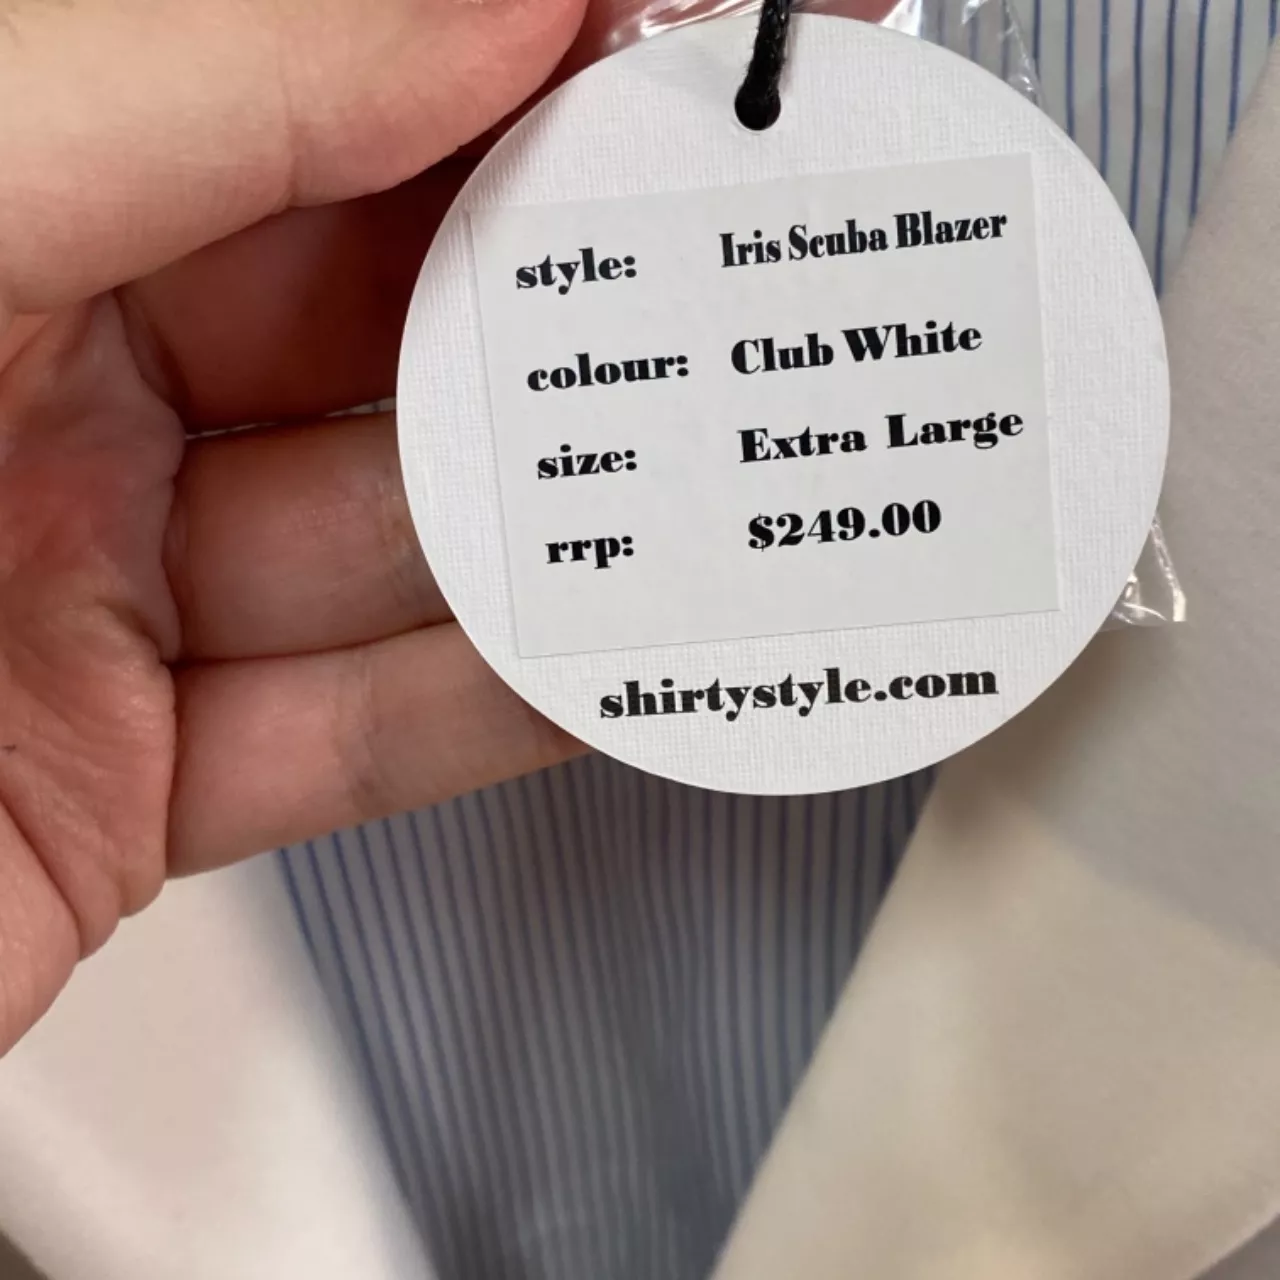 style: Iris Scuba Blazer
colour: Club White
size: Extra Large
rrp: $249.00
shirtystyle.com